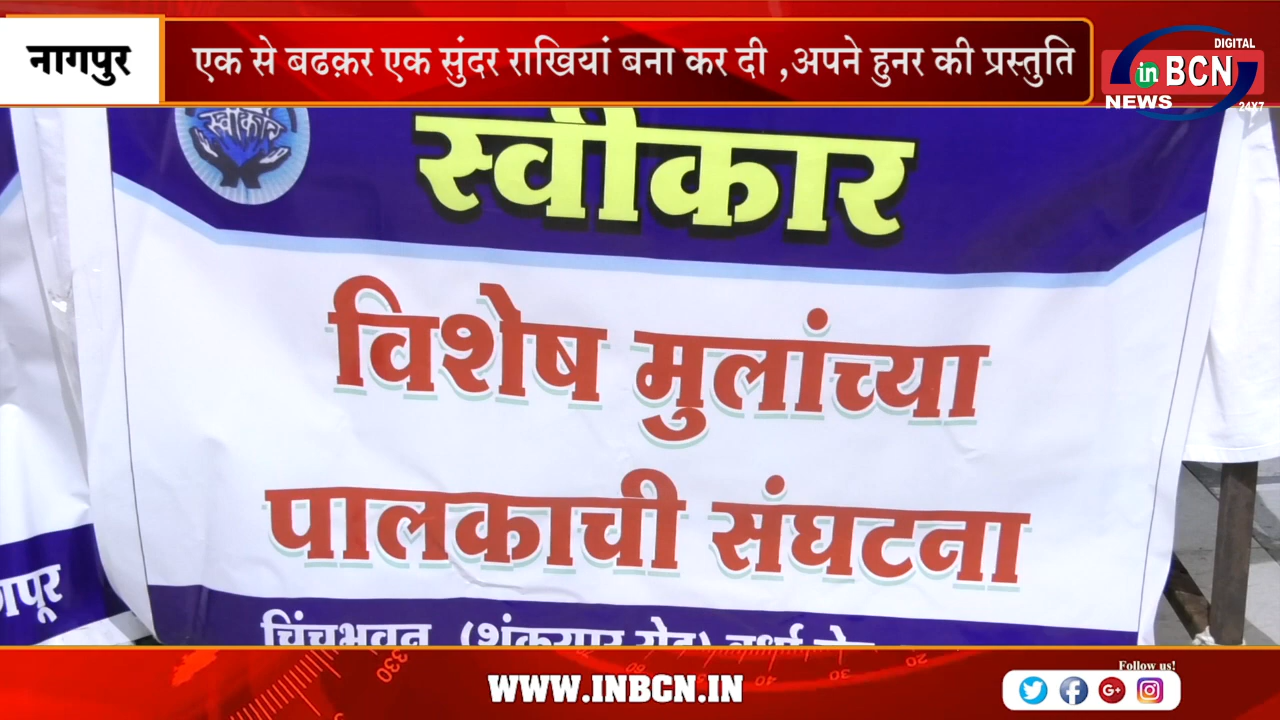 नागपुर
एक से बढक़र एक सुंदर राखियां बना कर दी ,अपने हुनर की प्रस्तुति
DIGITAL
in BCN
NEWS 24X7
स्वीकार
स्वीकार
विशेष मुलांच्या
पालकाची संघटना
चिंचभवन,
WWW.INBCN.IN
Follow us!